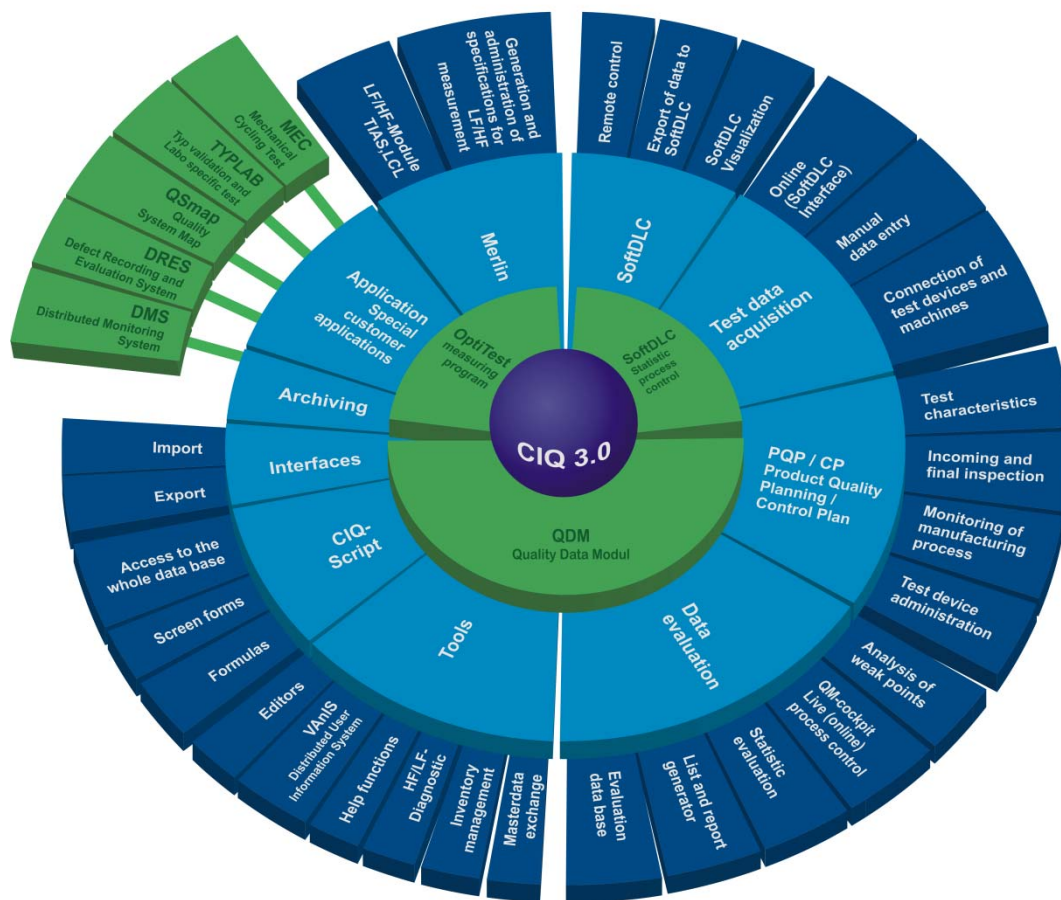 CIQ 3.0
OptiTest
measuring
program
SoftDLC
Statistic
process
control
QDM
Quality Data Modul
Merlin
SoftDLC
Test data
acquisition
PQP / CP
Product Quality
Planning /
Control Plan
Data
evaluation
Tools
CIQ-
Script
Interfaces
Archiving
Application
Special
customer
applications
LF/HF-Module
TIAS,LCL
Generation and
administration of
specifications for
LF/HF
measurement
Remote control
Export of data to
SoftDLC
SoftDLC
Visualization
Online
(SoftDLC
Interface)
Manual
data entry
Connection of
test devices and
machines
Test
characteristics
Incoming and
final inspection
Monitoring of
manufacturing
process
Test device
administration
Analysis of
weak points
QM-cockpit
Live (online)
process control
Statistic
evaluation
List and report
generator
Evaluation
data base
Masterdata
exchange
Inventory
management
HF/LF-
Diagnostic
Help functions
VAnIS
Distributed User
Information System
Editors
Formulas
Screen forms
Access to the
whole data base
Export
Import
DMS
Distributed Monitoring
System
DRES
Defect Recording and
Evaluation System
QSmap
Quality
System Map
TYPLAB
Typ validation and
Labo specific test
MEC
Mechanical
Cycling Test